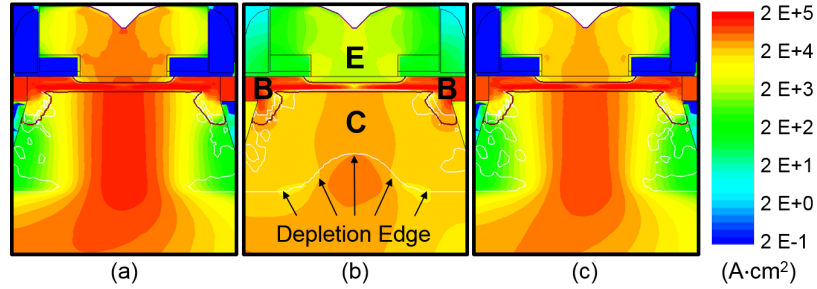 E
B
B
C
Depletion Edge
2 E+5
2 E+4
2 E+3
2 E+2
2 E+1
2 E+0
2 E-1
(a)
(b)
(c)
(A·cm²)